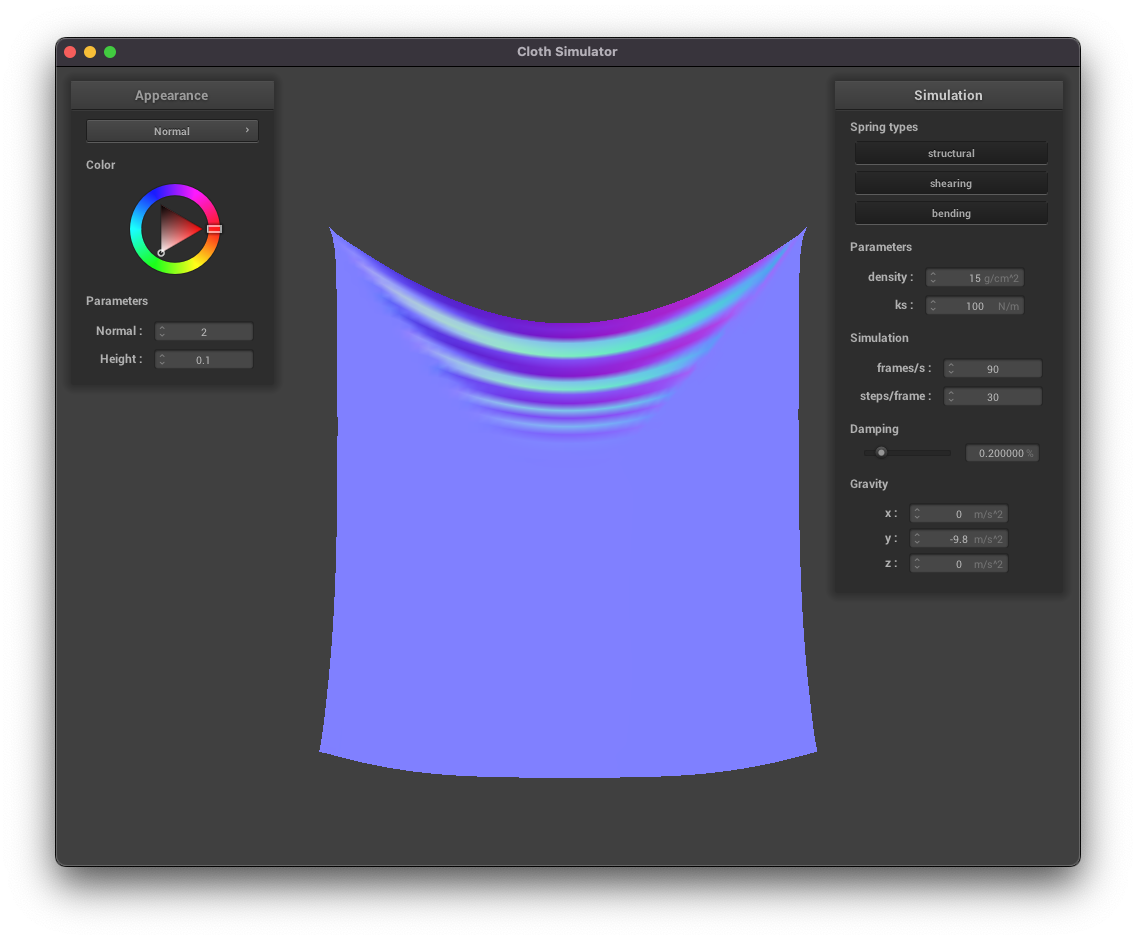 Cloth Simulator
Appearance
Normal ›
Color
Parameters
Normal : 2
Height : 0.1
Simulation
Spring types
structural
shearing
bending
Parameters
density : 15 g/cm^2
ks : 100 N/m
Simulation
frames/s : 90
steps/frame : 30
Damping
0.200000 %
Gravity
x : 0 m/s^2
y : -9.8 m/s^2
z : 0 m/s^2